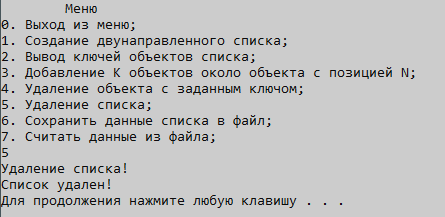 Меню
0. Выход из меню;
1. Создание двунаправленного списка;
2. Вывод ключей объектов списка;
3. Добавление K объектов около объекта с позицией N;
4. Удаление объекта с заданным ключом;
5. Удаление списка;
6. Сохранить данные списка в файл;
7. Считать данные из файла;
5
Удаление списка!
Список удален!
Для продолжения нажмите любую клавишу . . .